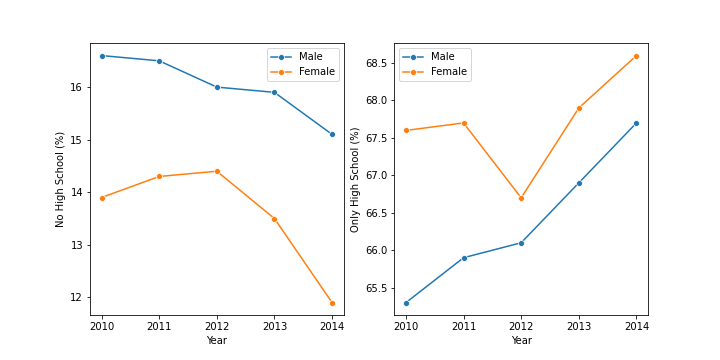 Male
Female
16
15
14
13
12
No High School (%)
2010
2011
2012
2013
2014
Year
Male
Female
68.5
68.0
67.5
67.0
66.5
66.0
65.5
Only High School (%)
2010
2011
2012
2013
2014
Year